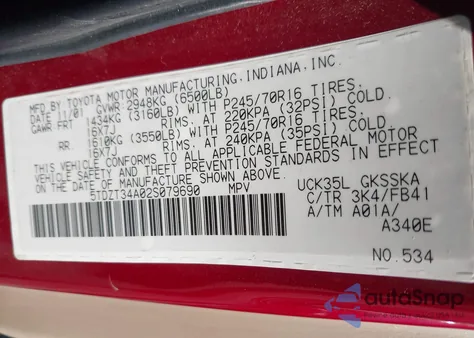 MFD BY TOYOTA MOTOR MANUFACTURING, INDIANA, INC.
DATE: 11/01 GVWR: 2948KG (6500LB)
GAWR: FRT 1434KG (3160LB) WITH P245/70R16 TIRES,
16X7J RIMS, AT 220KPA (32PSI) COLD.
RR 1610KG (3550LB) WITH P245/70R16 TIRES,
16X7J RIMS, AT 240KPA (35PSI) COLD.
THIS VEHICLE CONFORMS TO ALL APPLICABLE FEDERAL MOTOR
VEHICLE SAFETY AND THEFT PREVENTION STANDARDS IN EFFECT
ON THE DATE OF MANUFACTURE SHOWN ABOVE.
5TDZT34A02S079690 MPV
UCK35L GKSSKA
C/TR 3K4/FB41
A/TM A01A/
A340E
NO.534
autoSnap